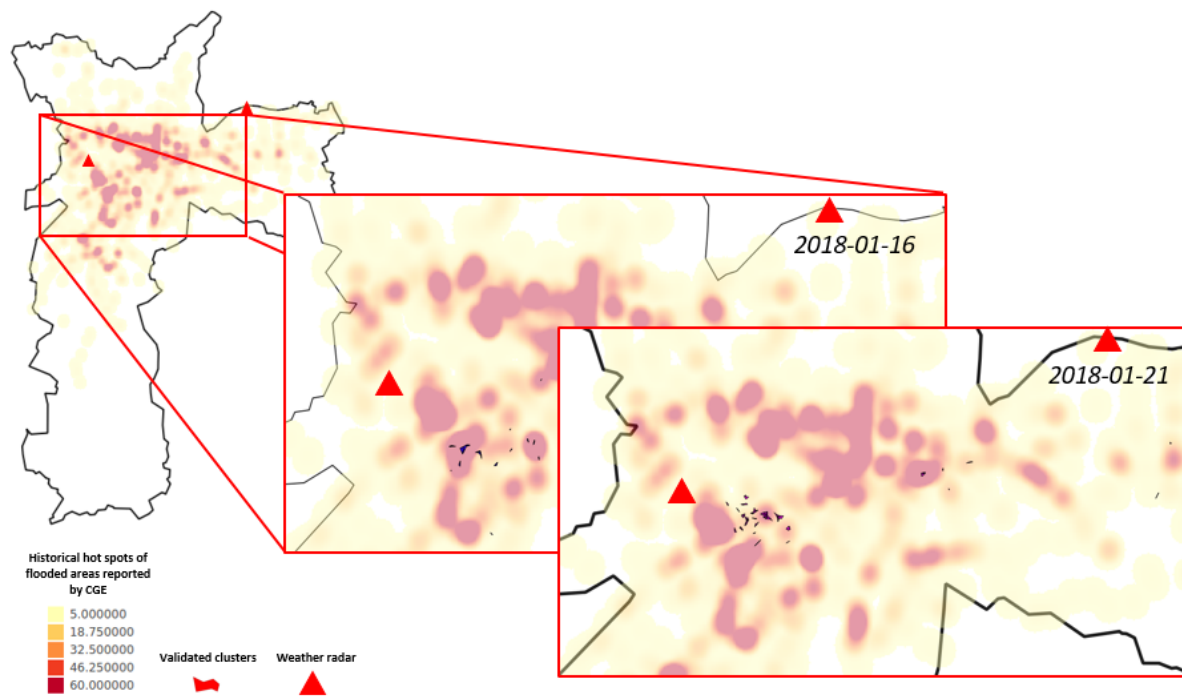 2018-01-16
2018-01-21
Historical hot spots of
flooded areas reported
by CGE
5.000000
18.750000
32.500000
46.250000
60.000000
Validated clusters
Weather radar